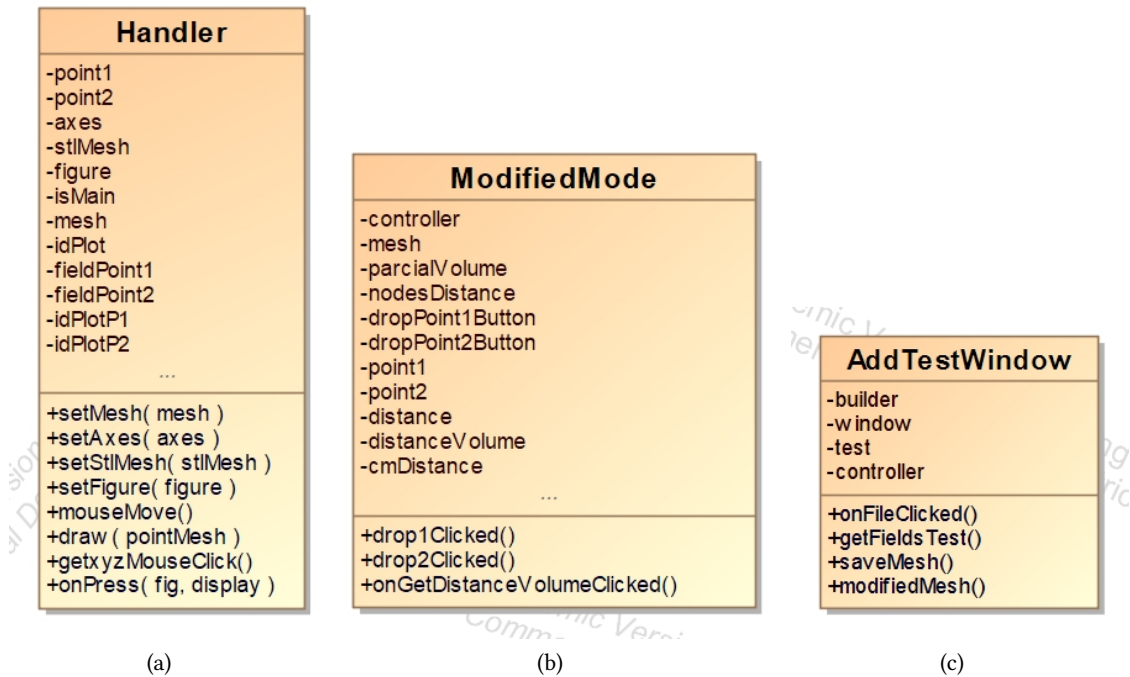 Handler
-point1
-point2
-axes
-stlMesh
-figure
-isMain
-mesh
-idPlot
-fieldPoint1
-fieldPoint2
-idPlotP1
-idPlotP2
...
+setMesh( mesh )
+setAxes( axes )
+setStlMesh( stlMesh )
+setFigure( figure )
+mouseMove()
+draw( pointMesh )
+getxyzMouseClick()
+onPress( fig, display )
(a)
ModifiedMode
-controller
-mesh
-parcialVolume
-nodesDistance
-dropPoint1Button
-dropPoint2Button
-point1
-point2
-distance
-distanceVolume
-cmDistance
...
+drop1Clicked()
+drop2Clicked()
+onGetDistanceVolumeClicked()
(b)
AddTestWindow
-builder
-window
-test
-controller
+onFileClicked()
+getFieldsTest()
+saveMesh()
+modifiedMesh()
(c)